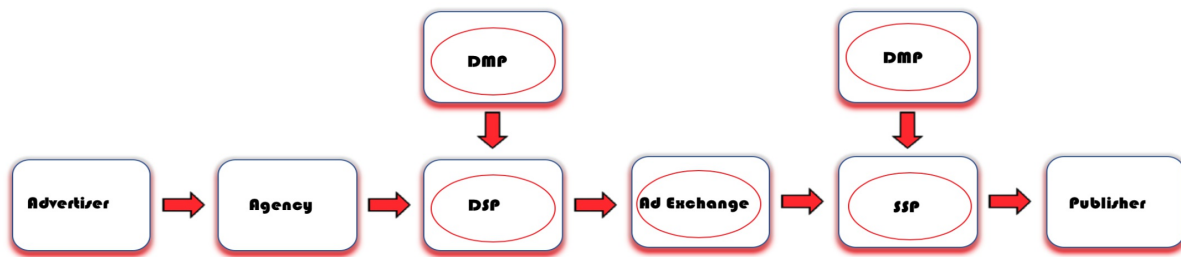 DMP
DMP
Advertiser
Agency
DSP
Ad Exchange
SSP
Publisher